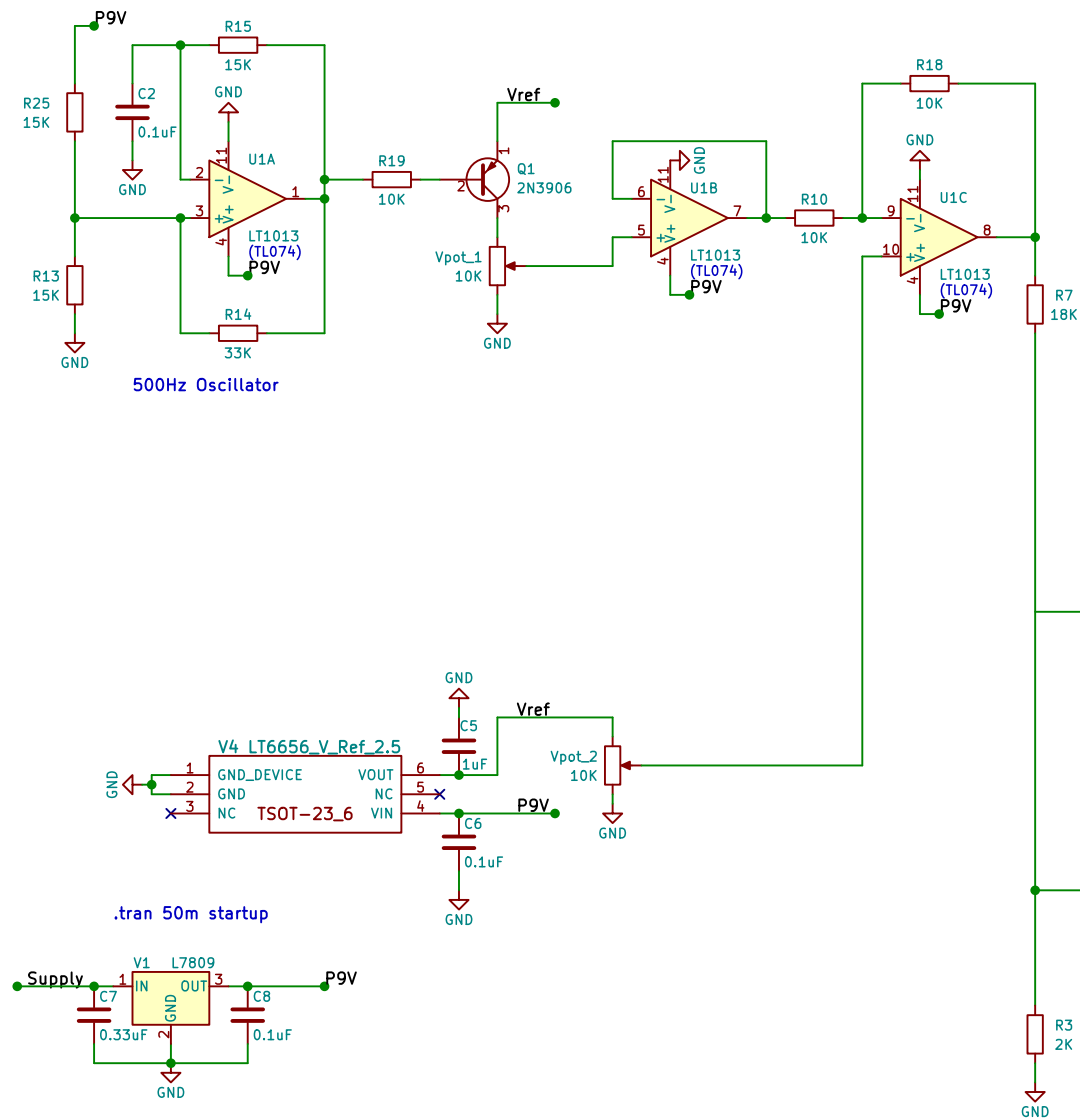 P9V
R15
15K
GND
C2
0.1uF
R25
15K
GND
11
U1A
2
V-
1
3
V+
4
LT1013
(TL074)
P9V
R13
15K
GND
R14
33K
500Hz Oscillator
R19
10K
Vref
1
Q1
2
2N3906
3
Vpot_1
10K
GND
11
GND
6
V-
U1B
7
5
V+
4
LT1013
(TL074)
P9V
R10
10K
R18
10K
GND
11
U1C
9
V-
8
10
V+
4
LT1013
(TL074)
P9V
R7
18K
GND
C5
1uF
Vref
V4 LT6656_V_Ref_2.5
GND
1 GND_DEVICE VOUT 6
2 GND NC 5
3 NC TSOT-23_6 VIN 4
P9V
C6
0.1uF
GND
Vpot_2
10K
GND
.tran 50m startup
V1 L7809
Supply
1 IN OUT 3
GND
2
P9V
C7
0.33uF
C8
0.1uF
GND
R3
2K
GND